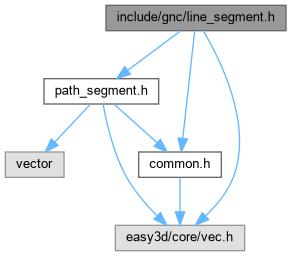 include/gnc/line_segment.h
path_segment.h
vector
common.h
easy3d/core/vec.h